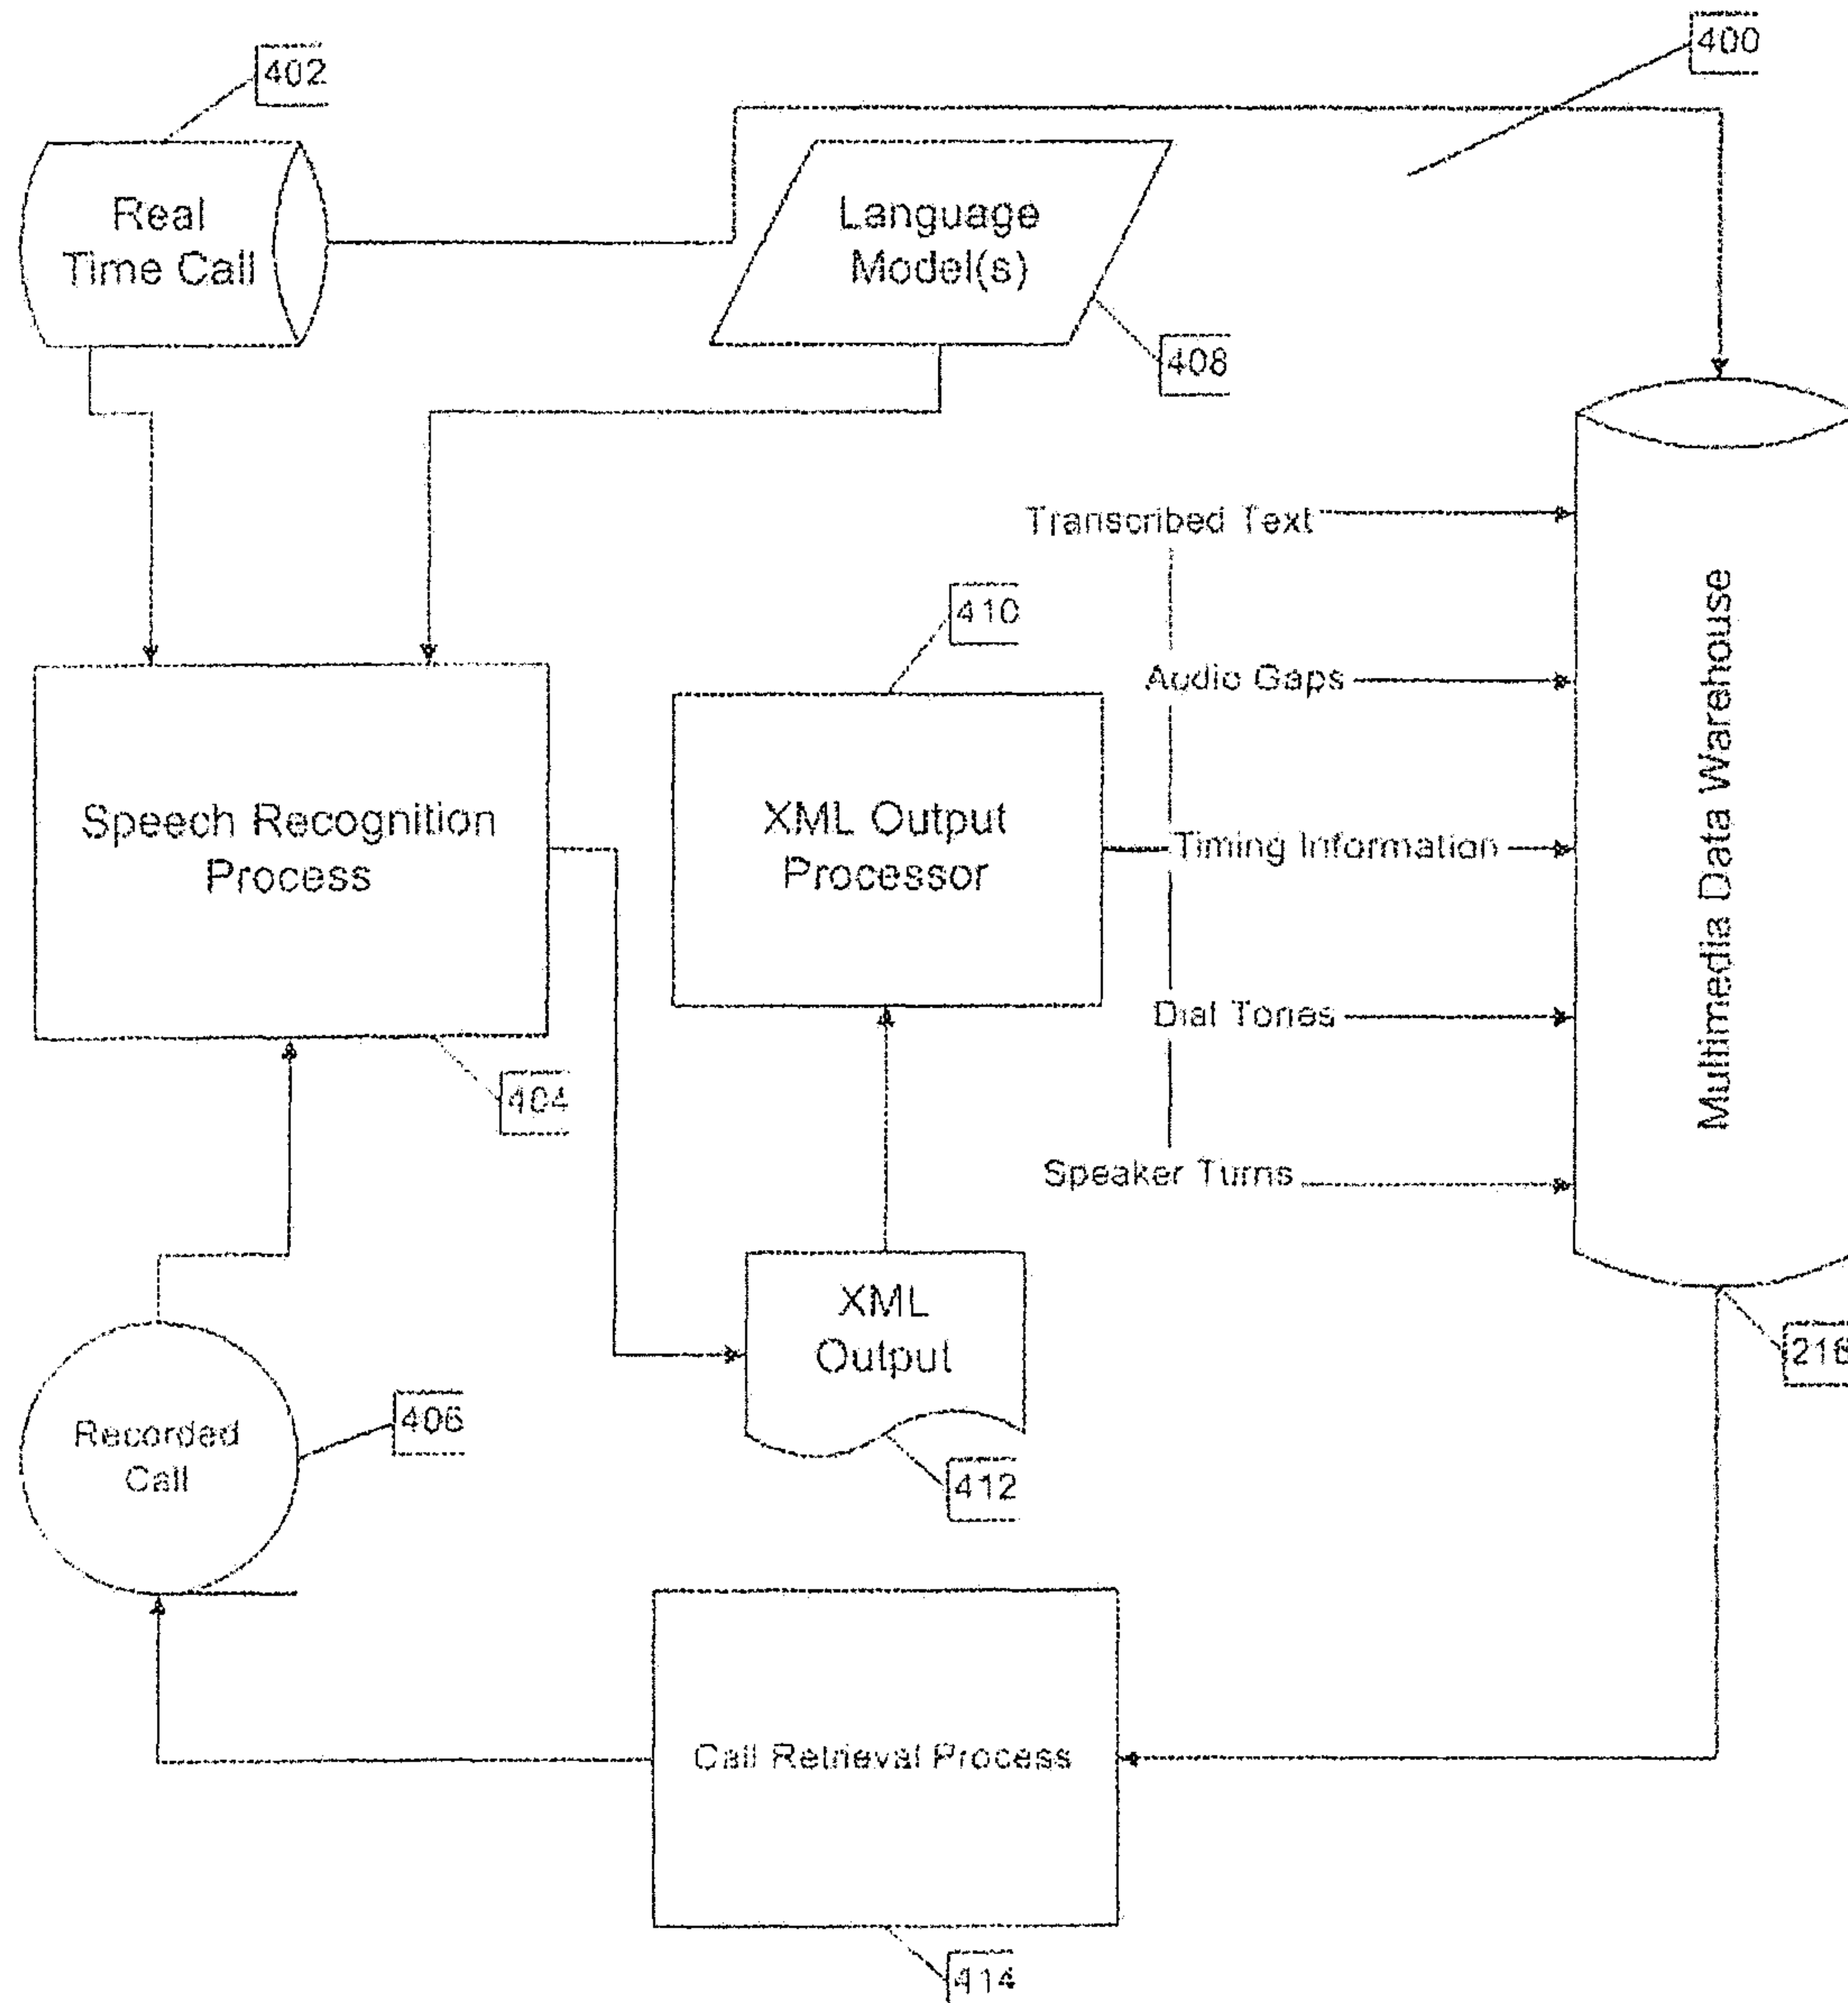 402
400
Real
Time Call
Language
Model(s)
408
Transcribed Text
410
Audio Gaps
Speech Recognition
Process
XML Output
Processor
Timing Information
Multimedia Data Warehouse
Dial Tones
404
Speaker Turns
XML
Output
216
Recorded
Call
406
412
Call Retrieval Process
414